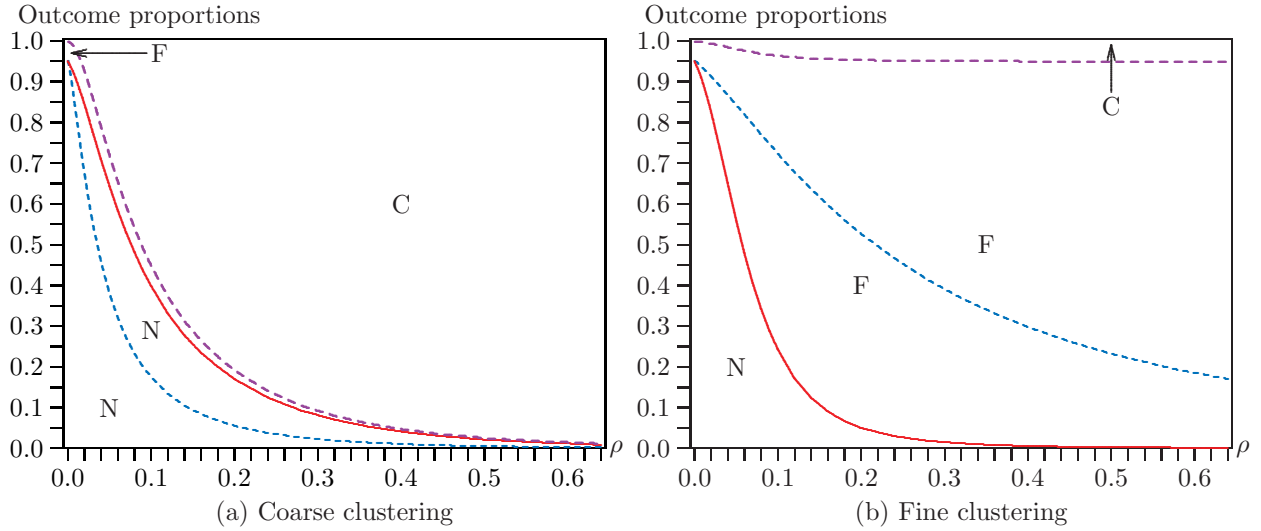 Outcome proportions
1.0
0.9
0.8
0.7
0.6
0.5
0.4
0.3
0.2
0.1
0.0
F
C
N
N
ρ
0.0 0.1 0.2 0.3 0.4 0.5 0.6
(a) Coarse clustering
Outcome proportions
1.0
0.9
0.8
0.7
0.6
0.5
0.4
0.3
0.2
0.1
0.0
C
F
F
N
ρ
0.0 0.1 0.2 0.3 0.4 0.5 0.6
(b) Fine clustering